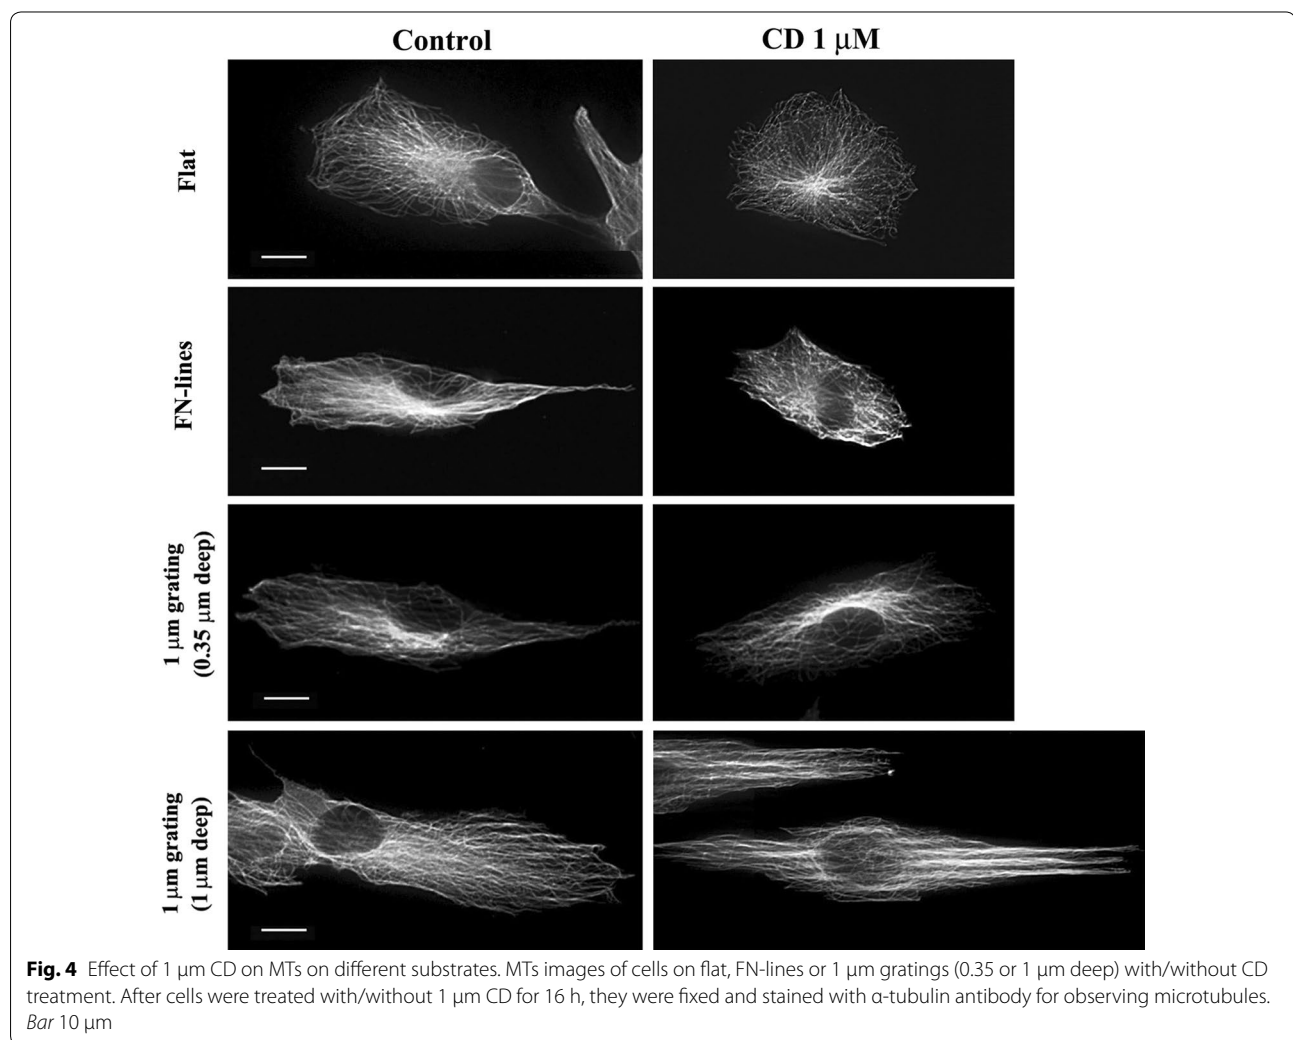 Control
CD 1 μM
Flat
FN-lines
1 μm grating
(0.35 μm deep)
1 μm grating
(1 μm deep)
Fig. 4 Effect of 1 μm CD on MTs on different substrates. MTs images of cells on flat, FN-lines or 1 μm gratings (0.35 or 1 μm deep) with/without CD
treatment. After cells were treated with/without 1 μm CD for 16 h, they were fixed and stained with α-tubulin antibody for observing microtubules.
Bar 10 μm